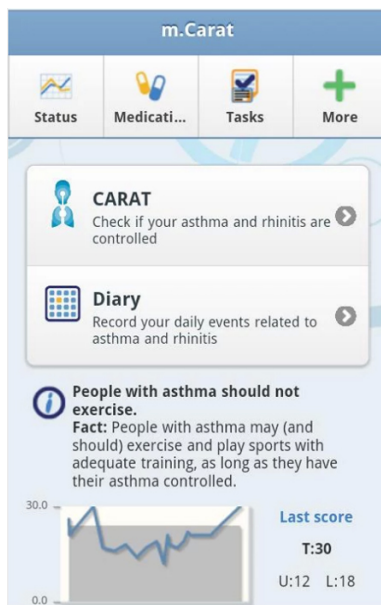 m.Carat
Status Medicati... Tasks More
CARAT
Check if your asthma and rhinitis are
controlled
Diary
Record your daily events related to
asthma and rhinitis
People with asthma should not
exercise.
Fact: People with asthma may (and
should) exercise and play sports with
adequate training, as long as they have
their asthma controlled.
30.0
Last score
T:30
U:12 L:18
0.0